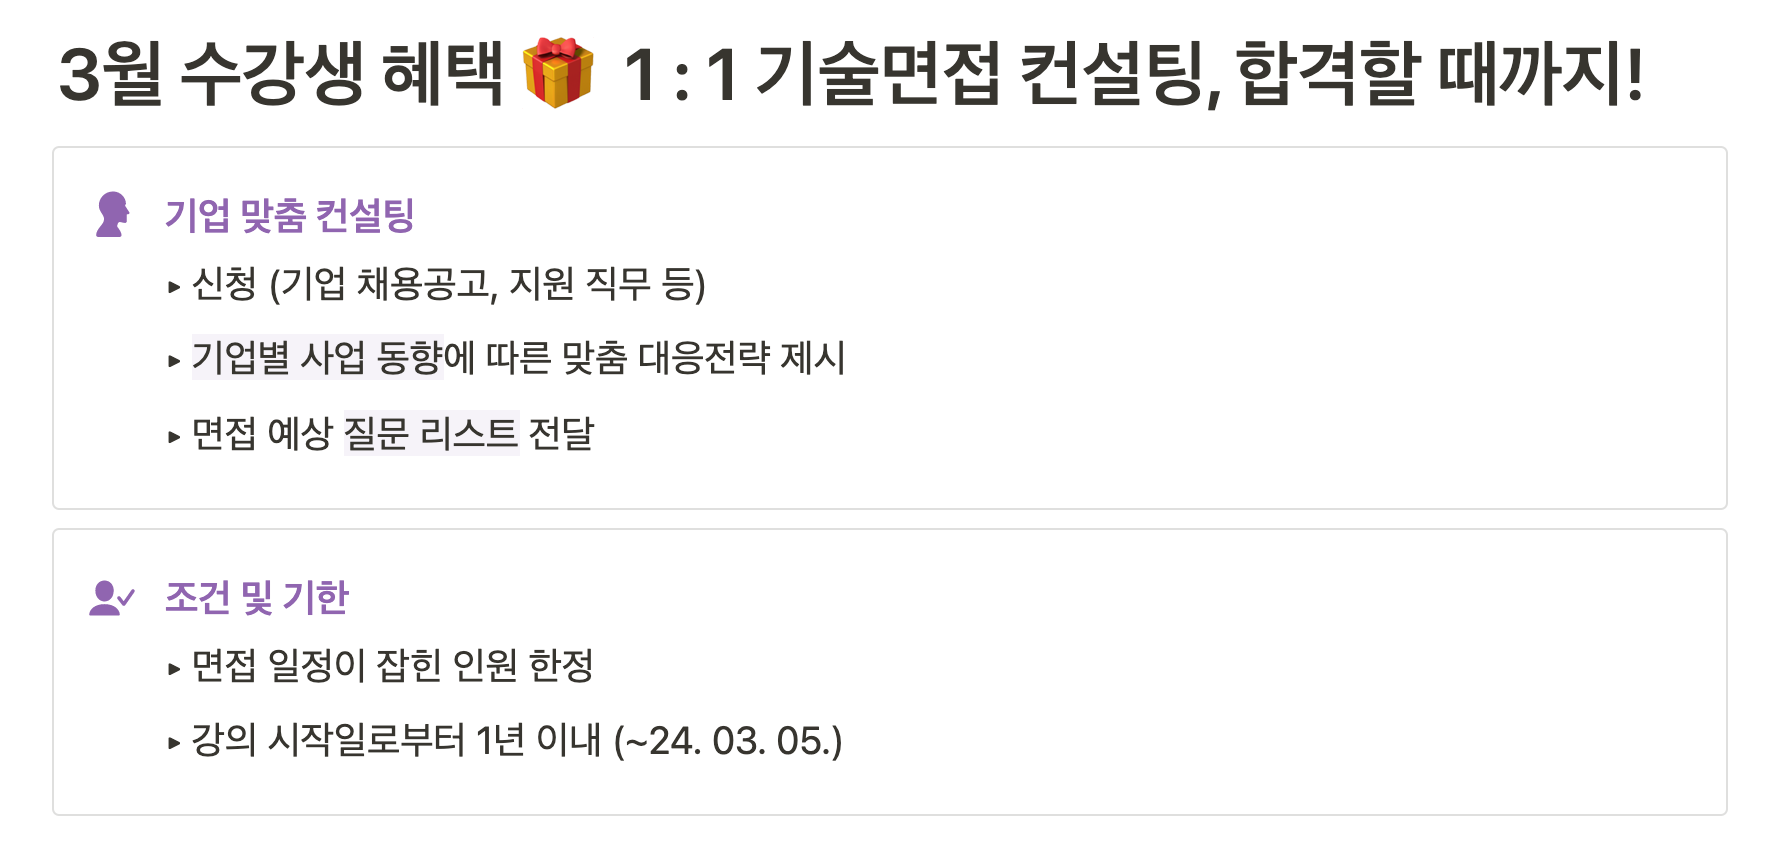 3월 수강생 혜택 🎁 1 : 1 기술면접 컨설팅, 합격할 때까지!
기업 맞춤 컨설팅
▸ 신청 (기업 채용공고, 지원 직무 등)
▸ 기업별 사업 동향에 따른 맞춤 대응전략 제시
▸ 면접 예상 질문 리스트 전달
조건 및 기한
▸ 면접 일정이 잡힌 인원 한정
▸ 강의 시작일로부터 1년 이내 (~24. 03. 05.)